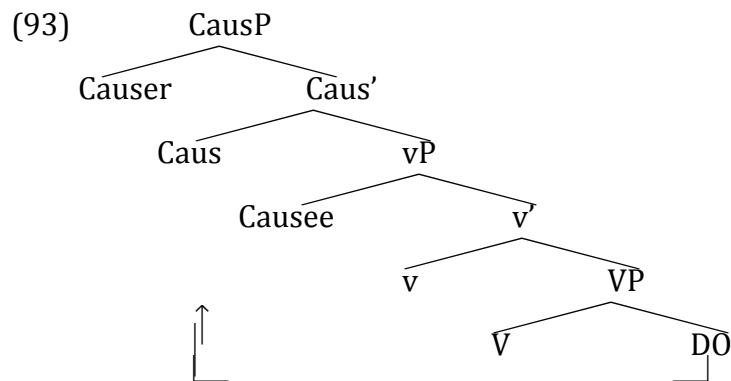 (93) CausP
Causer Caus’
Caus vP
Causee v’
v VP
V DO